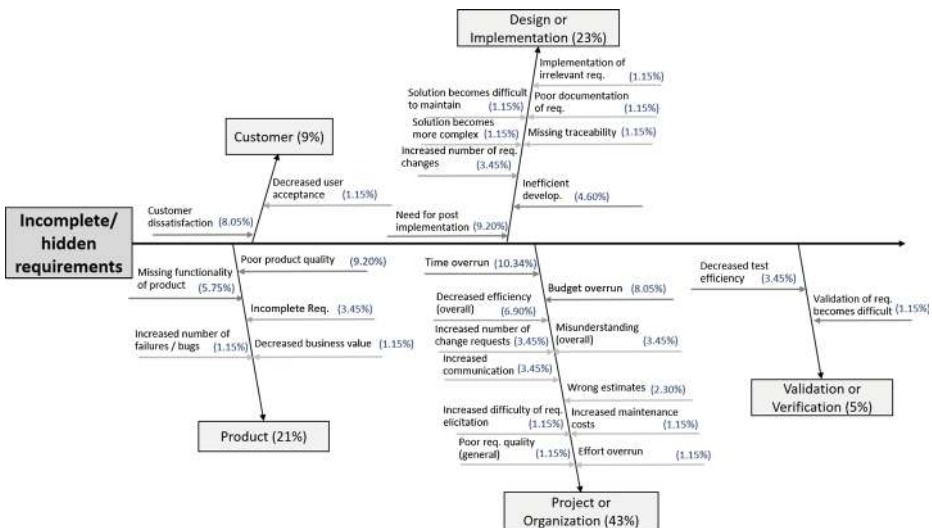 Design or
Implementation (23%)
Implementation of
irrelevant req. (1.15%)
Solution becomes difficult
to maintain (1.15%)
Poor documentation
of req. (1.15%)
Solution becomes
more complex (1.15%)
Missing traceability (1.15%)
Increased number of req.
changes (3.45%)
Inefficient
develop. (4.60%)
Need for post
implementation (9.20%)
Customer (9%)
Decreased user
acceptance (1.15%)
Customer
dissatisfaction (8.05%)
Incomplete/
hidden
requirements
Poor product quality (9.20%)
Missing functionality
of product (5.75%)
Incomplete Req. (3.45%)
Increased number of
failures / bugs (1.15%)
Decreased business value (1.15%)
Product (21%)
Time overrun (10.34%)
Budget overrun (8.05%)
Decreased efficiency
(overall) (6.90%)
Increased number of
change requests (3.45%)
Misunderstanding
(overall) (3.45%)
Increased
communication (3.45%)
Wrong estimates (2.30%)
Increased difficulty of req.
elicitation (1.15%)
Increased maintenance
costs (1.15%)
Poor req. quality
(general) (1.15%)
Effort overrun (1.15%)
Project or
Organization (43%)
Decreased test
efficiency (3.45%)
Validation of req.
becomes difficult (1.15%)
Validation or
Verification (5%)